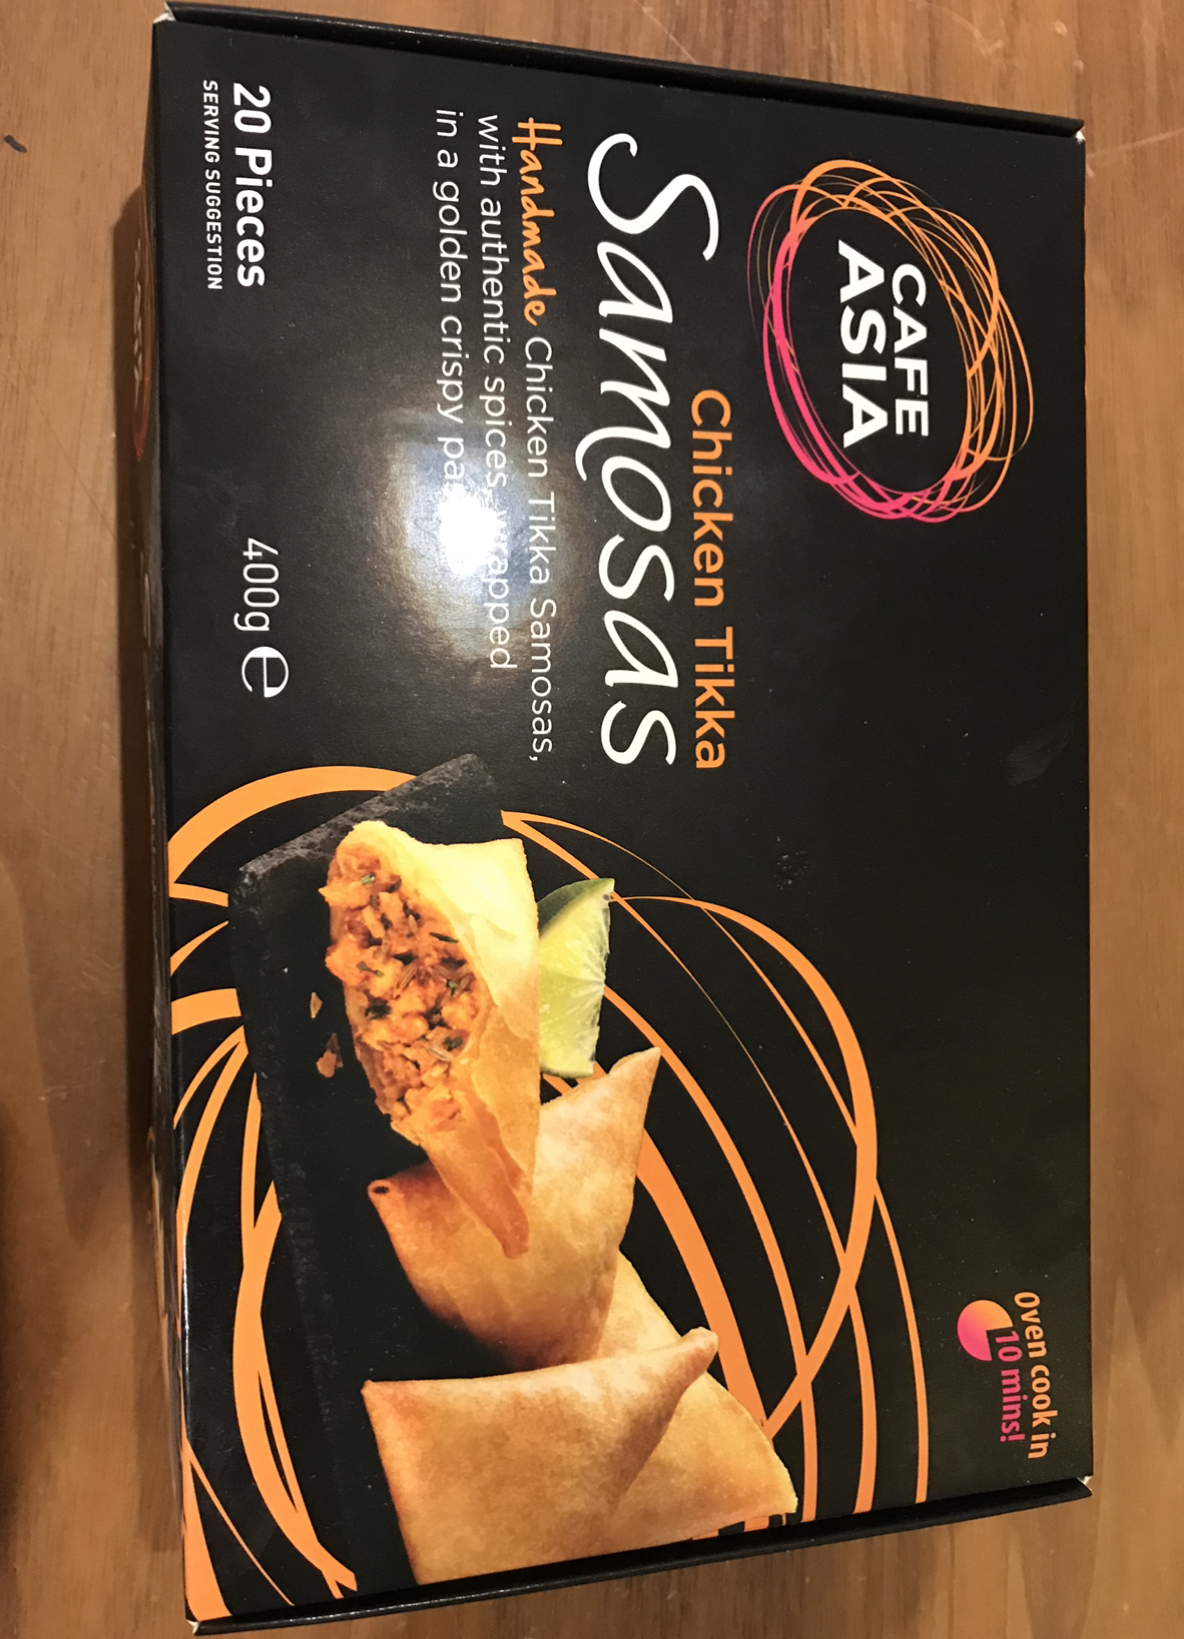 CAFE
ASIA
Chicken Tikka
Samosas
Handmade Chicken Tikka Samosas,
with authentic spices, wrapped
in a golden crispy
20 Pieces
SERVING SUGGESTION
400g e
Oven cook in
10 mins!